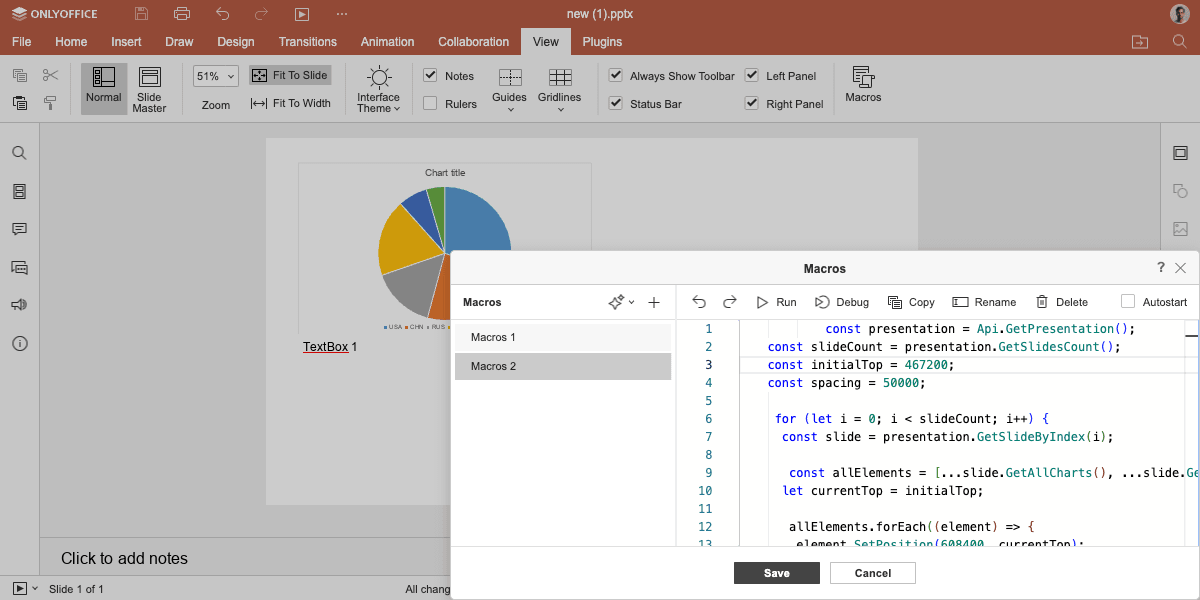 ONLYOFFICE
new (1).pptx
File Home Insert Draw Design Transitions Animation Collaboration View Plugins
Normal
Slide Master
51%
Zoom
Fit To Slide
Fit To Width
Interface Theme
Notes
Rulers
Guides
Gridlines
Always Show Toolbar
Status Bar
Left Panel
Right Panel
Macros
Chart title
USA CHN RUS
TextBox 1
Click to add notes
Slide 1 of 1
All chang
Macros
?
Macros
Run Debug Copy Rename Delete Autostart
Macros 1
Macros 2
1 const presentation = Api.GetPresentation();
2 const slideCount = presentation.GetSlidesCount();
3 const initialTop = 467200;
4 const spacing = 50000;
5
6 for (let i = 0; i < slideCount; i++) {
7 const slide = presentation.GetSlideByIndex(i);
8
9 const allElements = [...slide.GetAllCharts(), ...slide.Ge
10 let currentTop = initialTop;
11
12 allElements.forEach((element) => {
13 element.SetPosition(608400, currentTop);
Save
Cancel